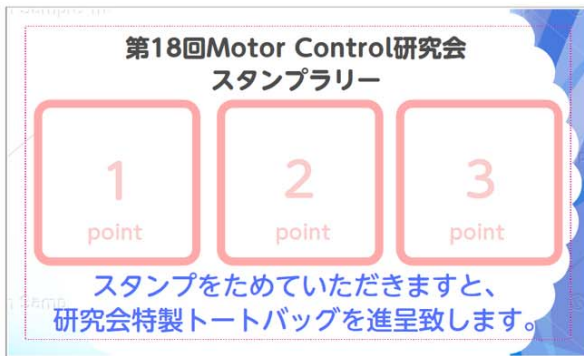 第18回Motor Control研究会
スタンプラリー
1
point
2
point
3
point
スタンプをためていただきますと、
研究会特製トートバッグを進呈致します。